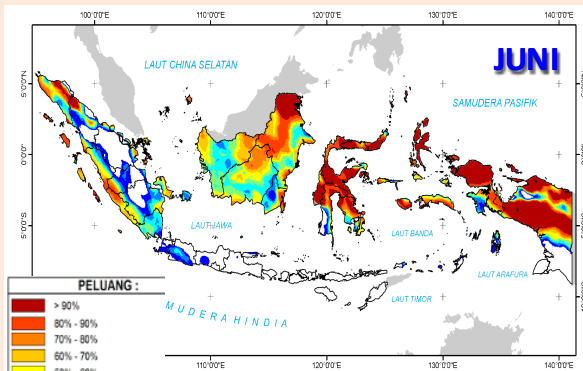 100°0'0"E 110°0'0"E 120°0'0"E 130°0'0"E 140°0'0"E
JUNI
LAUT CHINA SELATAN
5°0'0"N
SAMUDERA PASIFIK
0°0'0"
LAUT JAWA
5°0'0"S
LAUT BANDA
LAUT ARAFURA
LAUT TIMOR
MUDERA HINDIA
PELUANG :
> 90%
80% - 90%
70% - 80%
60% - 70%
110°0'0"E 120°0'0"E 130°0'0"E 140°0'0"E